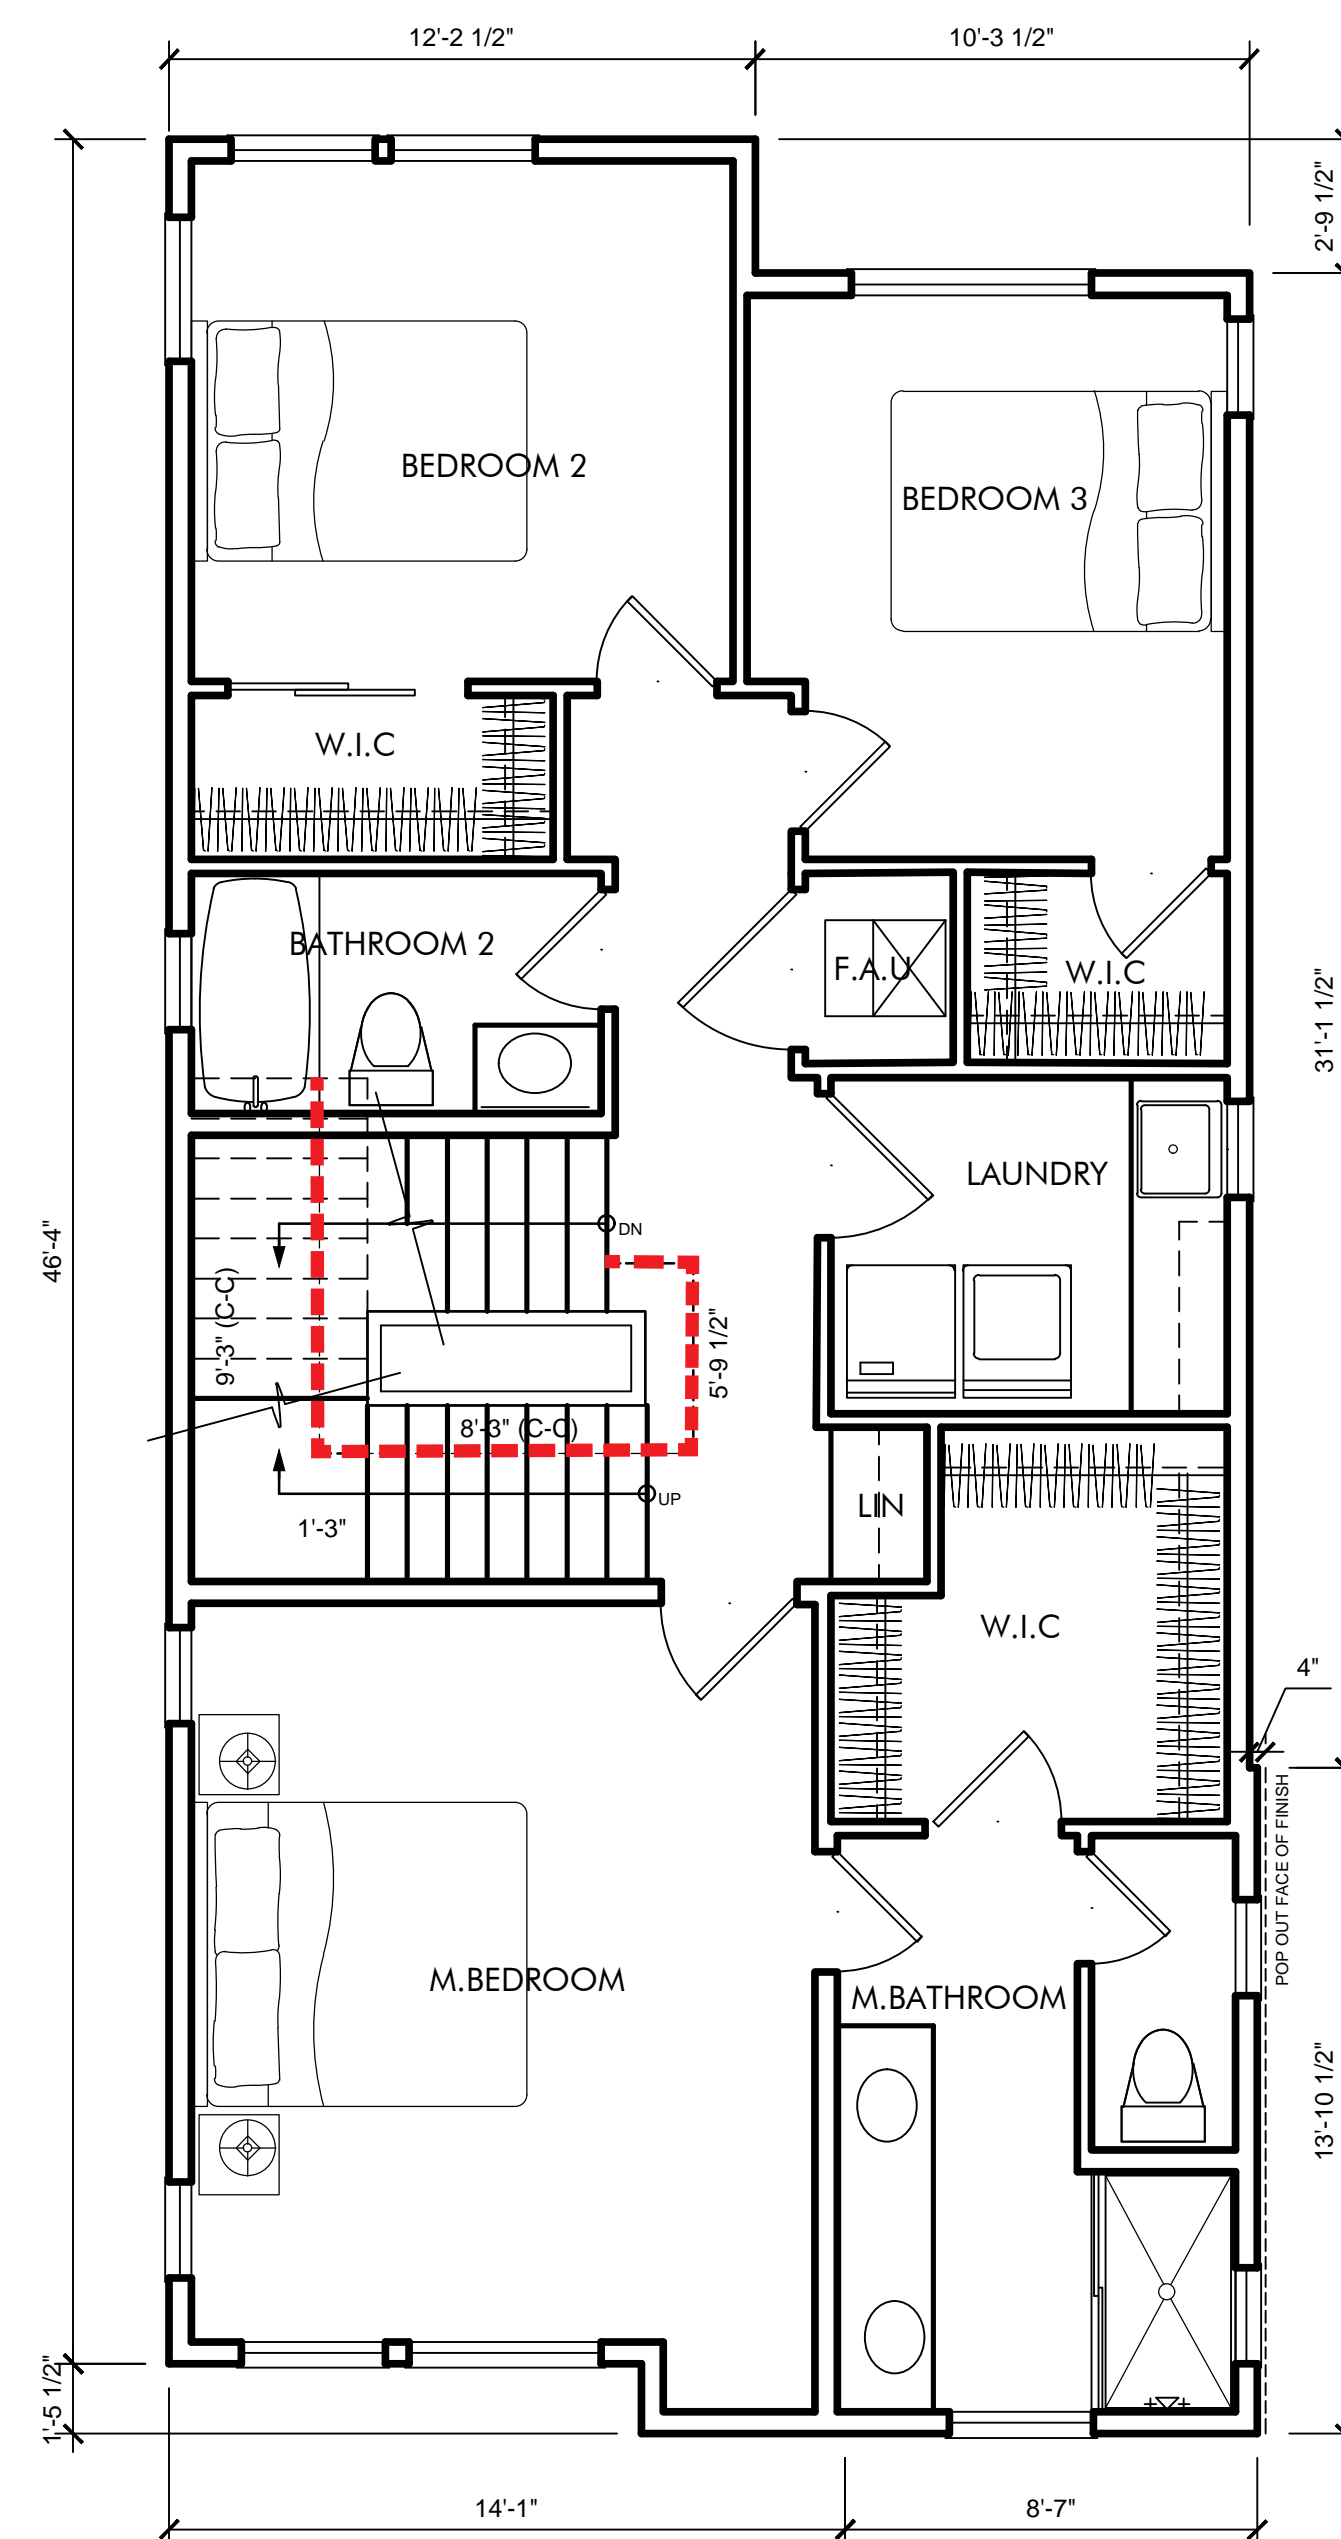 12'-2 1/2"
10'-3 1/2"
2'-9 1/2"
BEDROOM 2
BEDROOM 3
W.I.C
BATHROOM 2
F.A.U
W.I.C
31'-1 1/2"
LAUNDRY
DN
46'-4"
9'-3" (C-C)
5'-9 1/2"
8'-3" (C-C)
UP
LIN
1'-3"
W.I.C
4"
POP OUT FACE OF FINISH
M.BEDROOM
M.BATHROOM
13'-10 1/2"
1'-5 1/2"
14'-1"
8'-7"